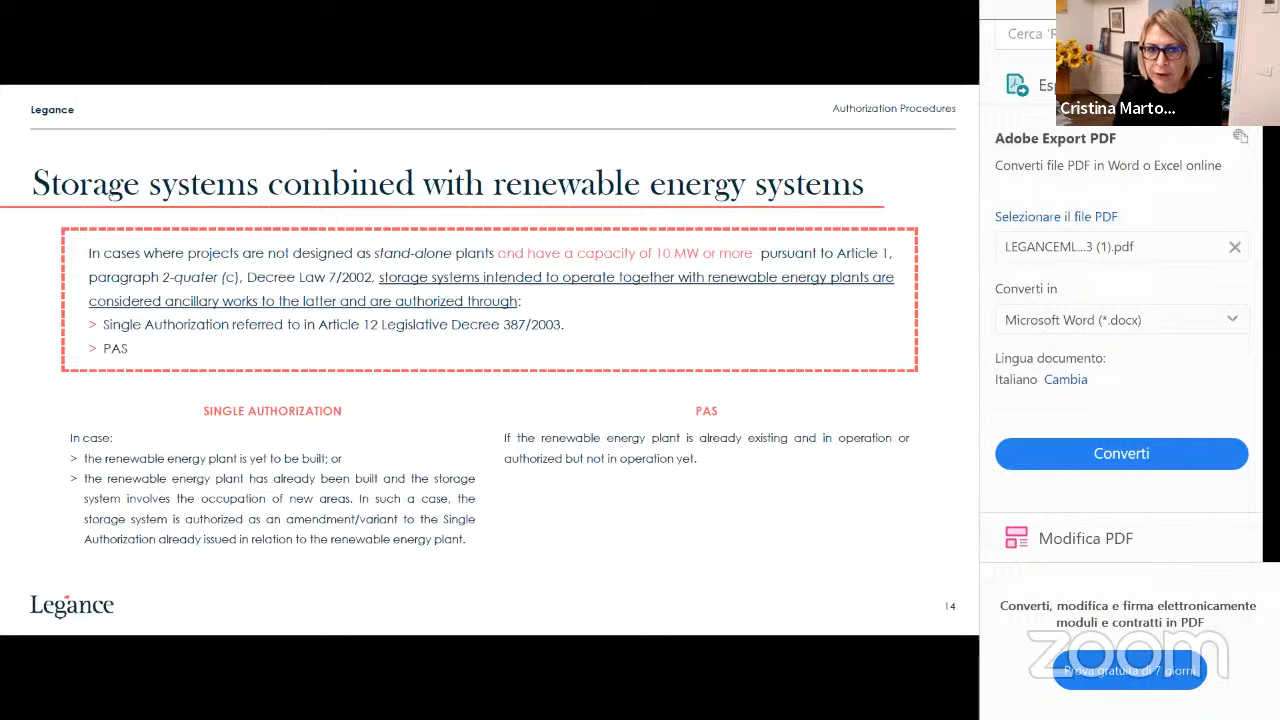 Legance
Authorization Procedures
Storage systems combined with renewable energy systems
In cases where projects are not designed as stand-alone plants and have a capacity of 10 MW or more pursuant to Article 1,
paragraph 2-quater (c), Decree Law 7/2002, storage systems intended to operate together with renewable energy plants are
considered ancillary works to the latter and are authorized through:
> Single Authorization referred to in Article 12 Legislative Decree 387/2003.
> PAS
SINGLE AUTHORIZATION
In case:
> the renewable energy plant is yet to be built; or
> the renewable energy plant has already been built and the storage
system involves the occupation of new areas. In such a case, the
storage system is authorized as an amendment/variant to the Single
Authorization already issued in relation to the renewable energy plant.
PAS
If the renewable energy plant is already existing and in operation or
authorized but not in operation yet.
Legance
14
Cerca
Cristina Marto...
Adobe Export PDF
Converti file PDF in Word o Excel online
Selezionare il file PDF
LEGANCEML...3 (1).pdf
Converti in
Microsoft Word (*.docx)
Lingua documento:
Italiano Cambia
Converti
Modifica PDF
Converti, modifica e firma elettronicamente
moduli e contratti in PDF
Prova gratuita di 7 giorni
zoom